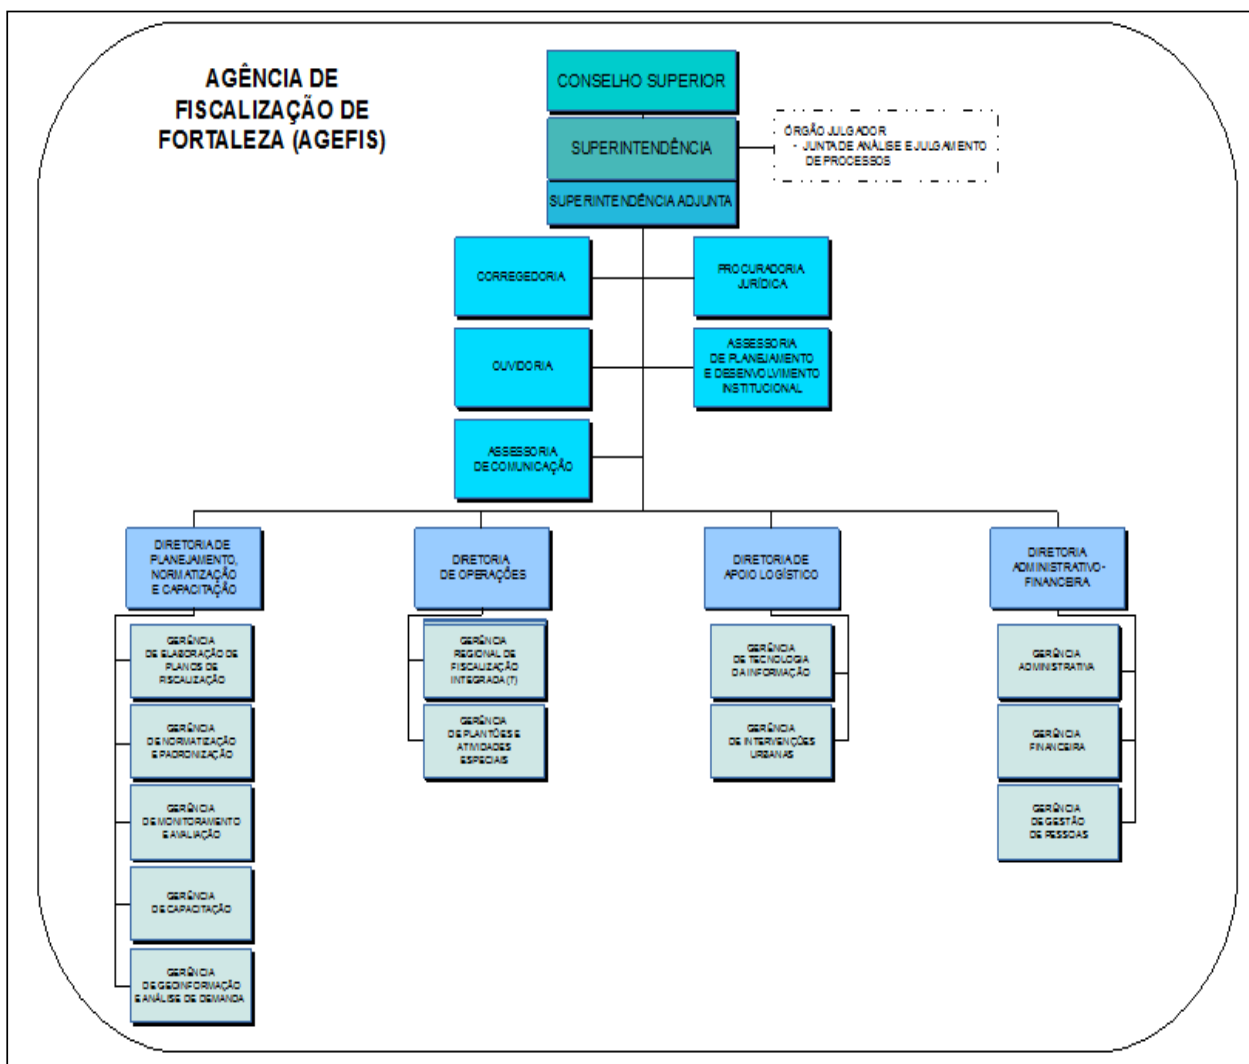 AGÊNCIA DE
FISCALIZAÇÃO DE
FORTALEZA (AGEFIS)
CONSELHO SUPERIOR
SUPERINTENDÊNCIA
ÓRGÃO JULGADOR
- JUNTA DE ANÁLISE E JULGAMENTO
DE PROCESSOS
SUPERINTENDÊNCIA ADJUNTA
CORREGEDORIA
PROCURADORIA
JURÍDICA
OUVIDORIA
ASSESSORIA
DE PLANEJAMENTO
E DESENVOLVIMENTO
INSTITUCIONAL
ASSESSORIA
DE COMUNICAÇÃO
DIRETORIA DE
PLANEJAMENTO,
NORMATIZAÇÃO
E CAPACITAÇÃO
DIRETORIA
DE OPERAÇÕES
DIRETORIA DE
APOIO LOGÍSTICO
DIRETORIA
ADMINISTRATIVO-
FINANCEIRA
GERÊNCIA
DE ELABORAÇÃO DE
PLANOS DE
FISCALIZAÇÃO
GERÊNCIA
REGIONAL DE
FISCALIZAÇÃO
INTEGRADA (7)
GERÊNCIA
DE TECNOLOGIA
DA INFORMAÇÃO
GERÊNCIA
ADMINISTRATIVA
GERÊNCIA
DE NORMATIZAÇÃO
E PADRONIZAÇÃO
GERÊNCIA
DE PLANTÕES E
ATIVIDADES
ESPECIAIS
GERÊNCIA
DE INTERVENÇÕES
URBANAS
GERÊNCIA
FINANCEIRA
GERÊNCIA
DE MONITORAMENTO
E AVALIAÇÃO
GERÊNCIA
DE GESTÃO
DE PESSOAS
GERÊNCIA
DE CAPACITAÇÃO
GERÊNCIA
DE GEOINFORMAÇÃO
E ANÁLISE DE DEMANDA